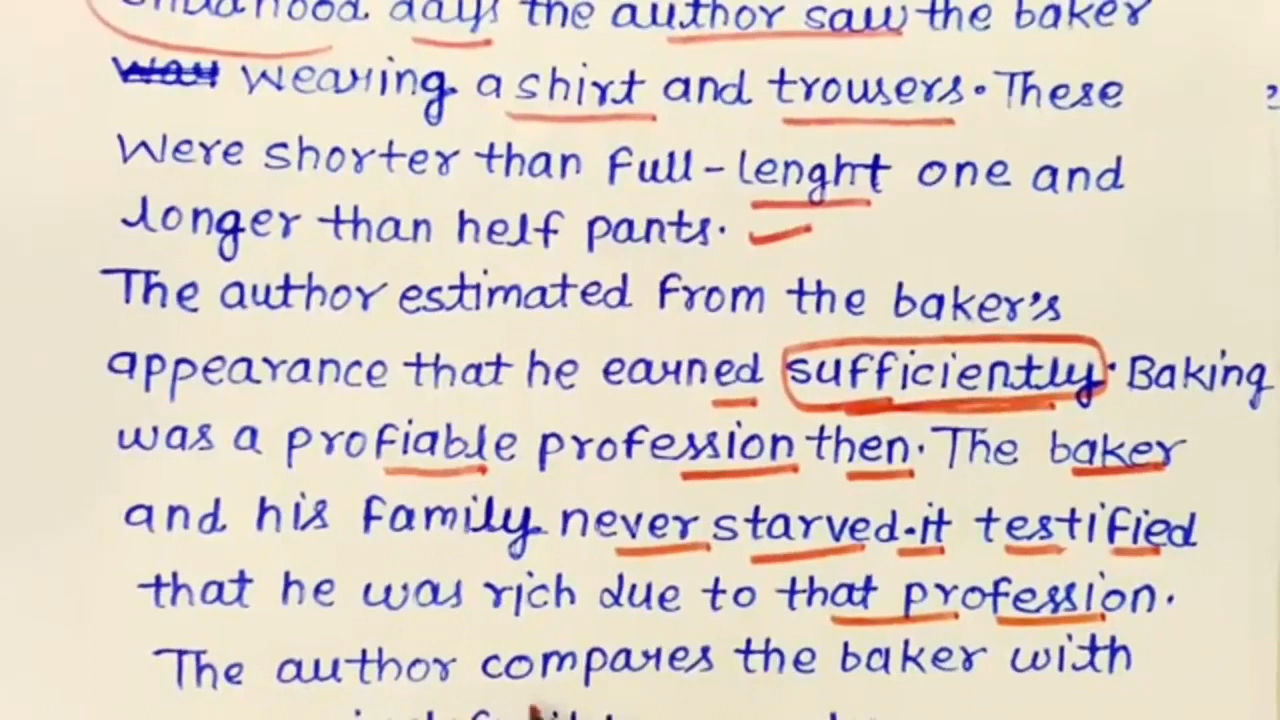 childhood days the author saw the baker
wearing a shirt and trousers. These
were shorter than full-lenght one and
longer than helf pants.
The author estimated from the baker's
appearance that he earned sufficiently. Baking
was a profiable profession then. The baker
and his family never starved. it testified
that he was rich due to that profession.
The author compares the baker with